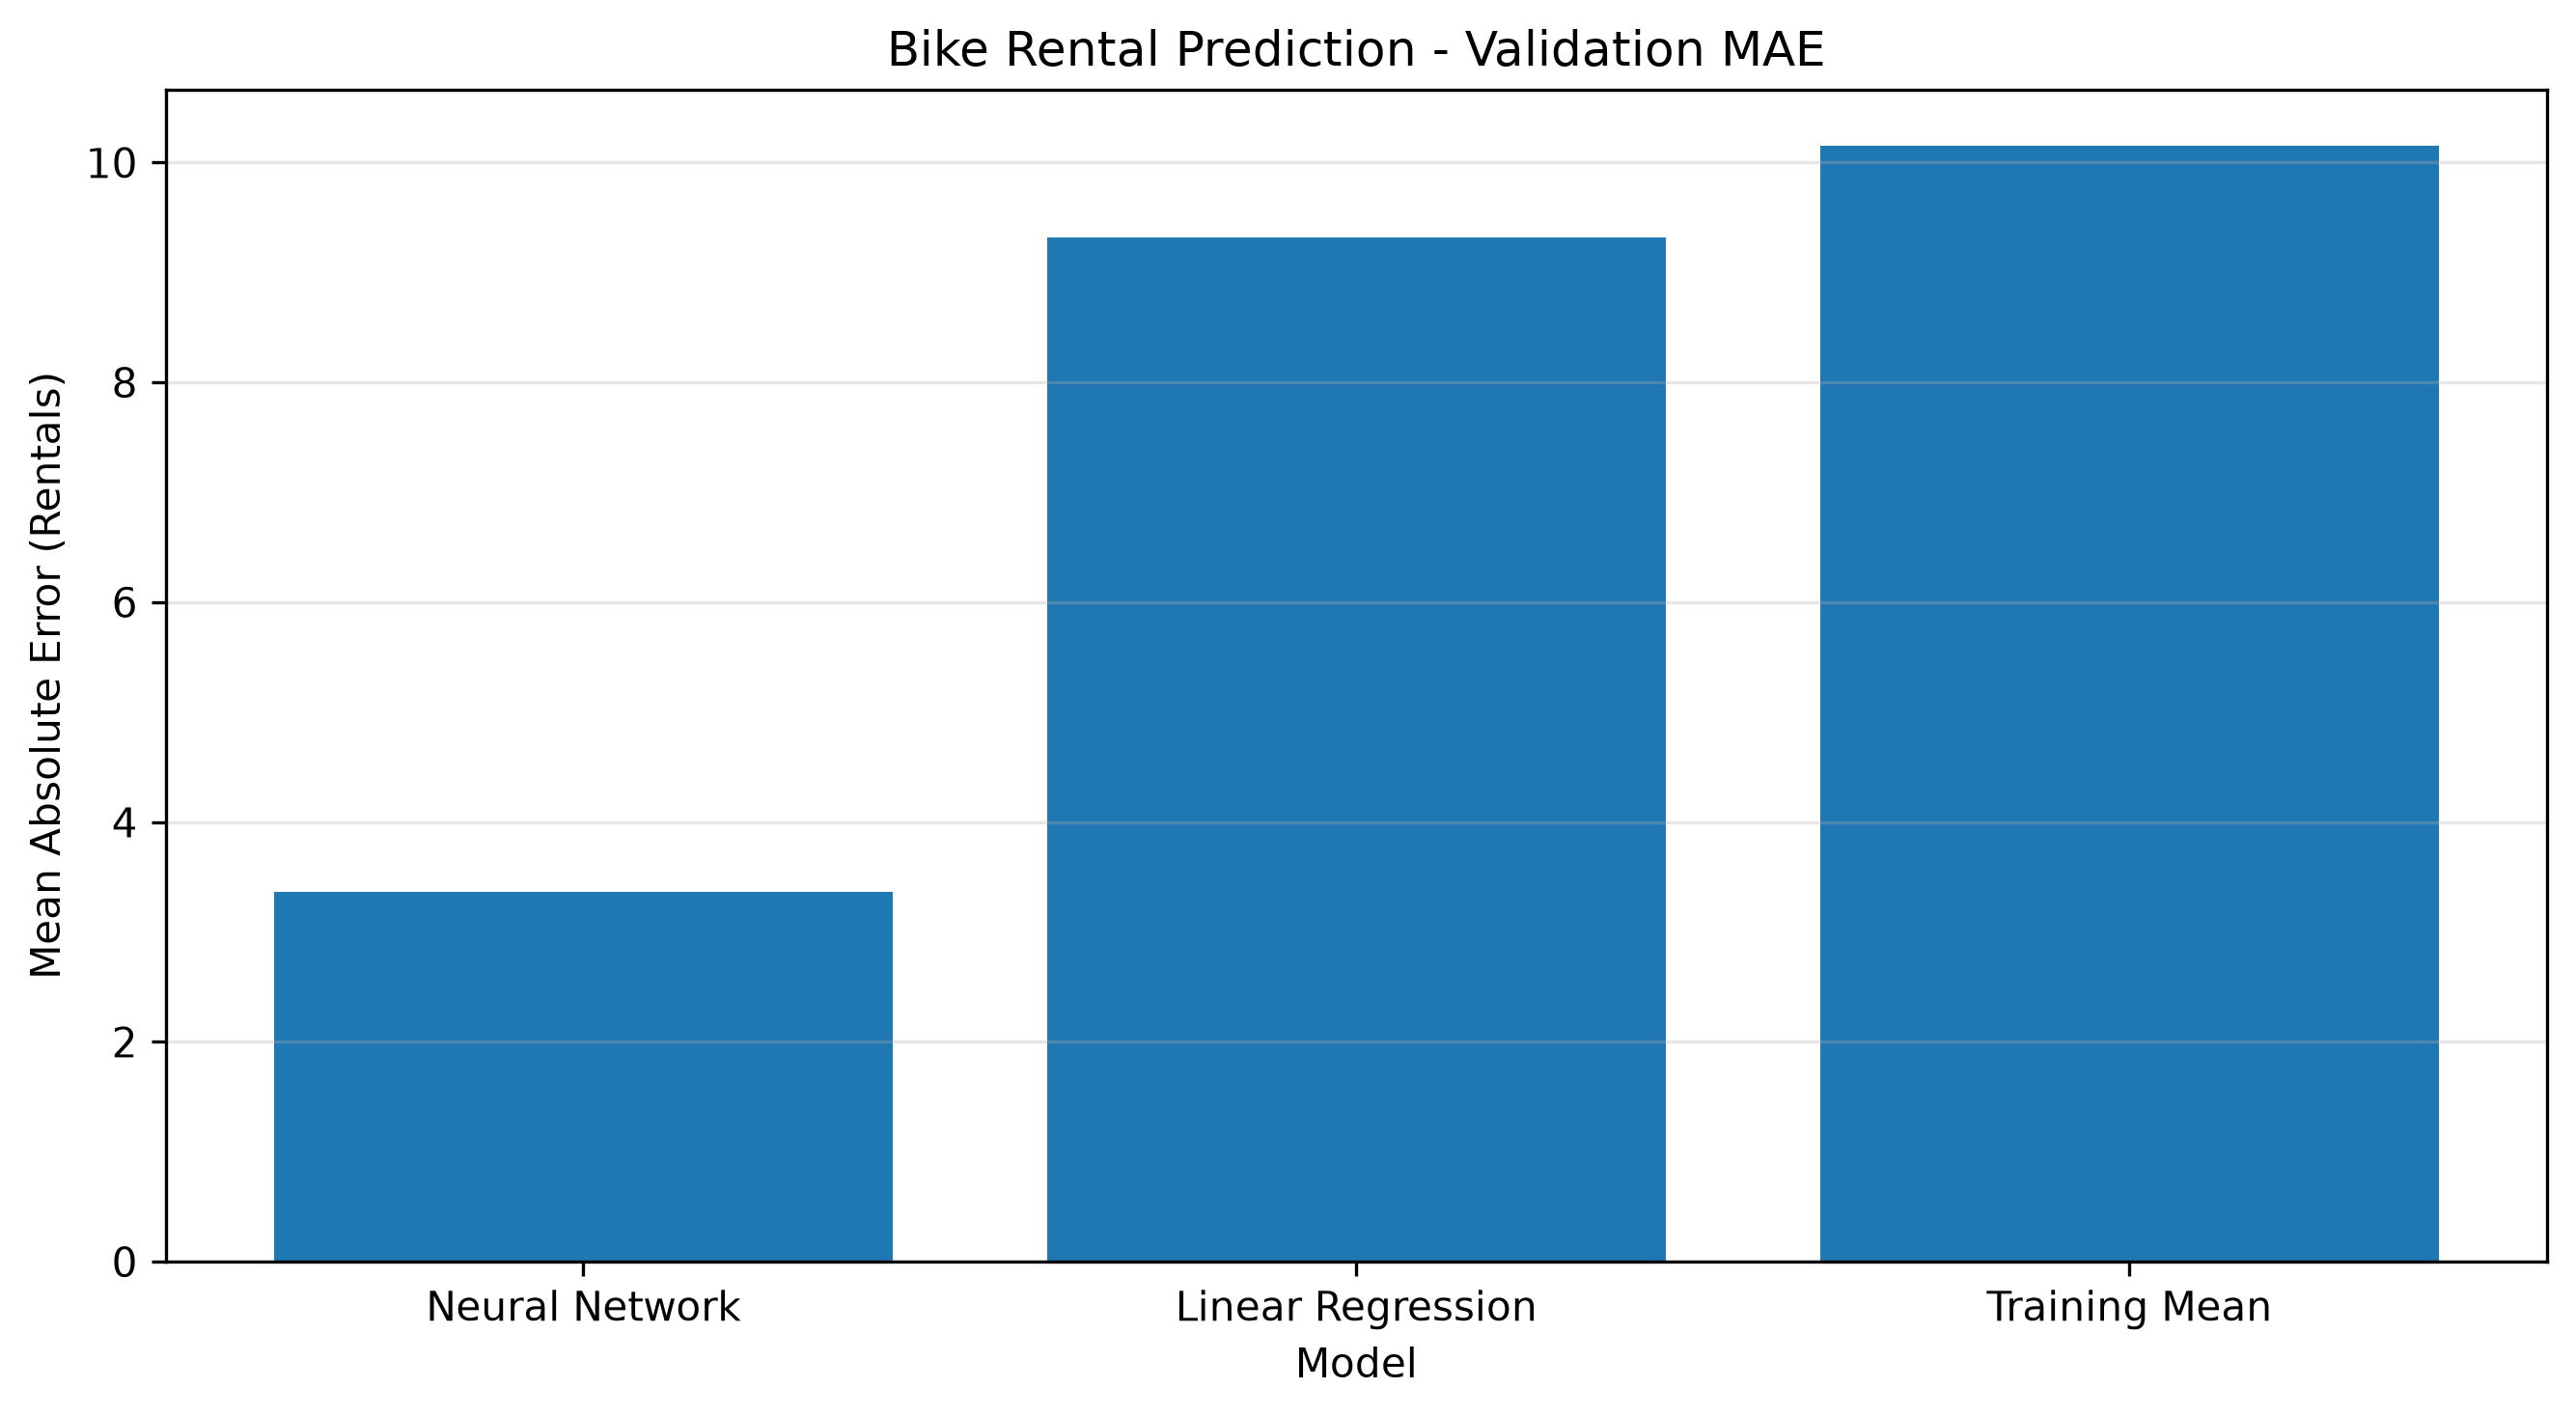 Bike Rental Prediction - Validation MAE
Mean Absolute Error (Rentals)
10
8
6
4
2
0
Neural Network
Linear Regression
Training Mean
Model